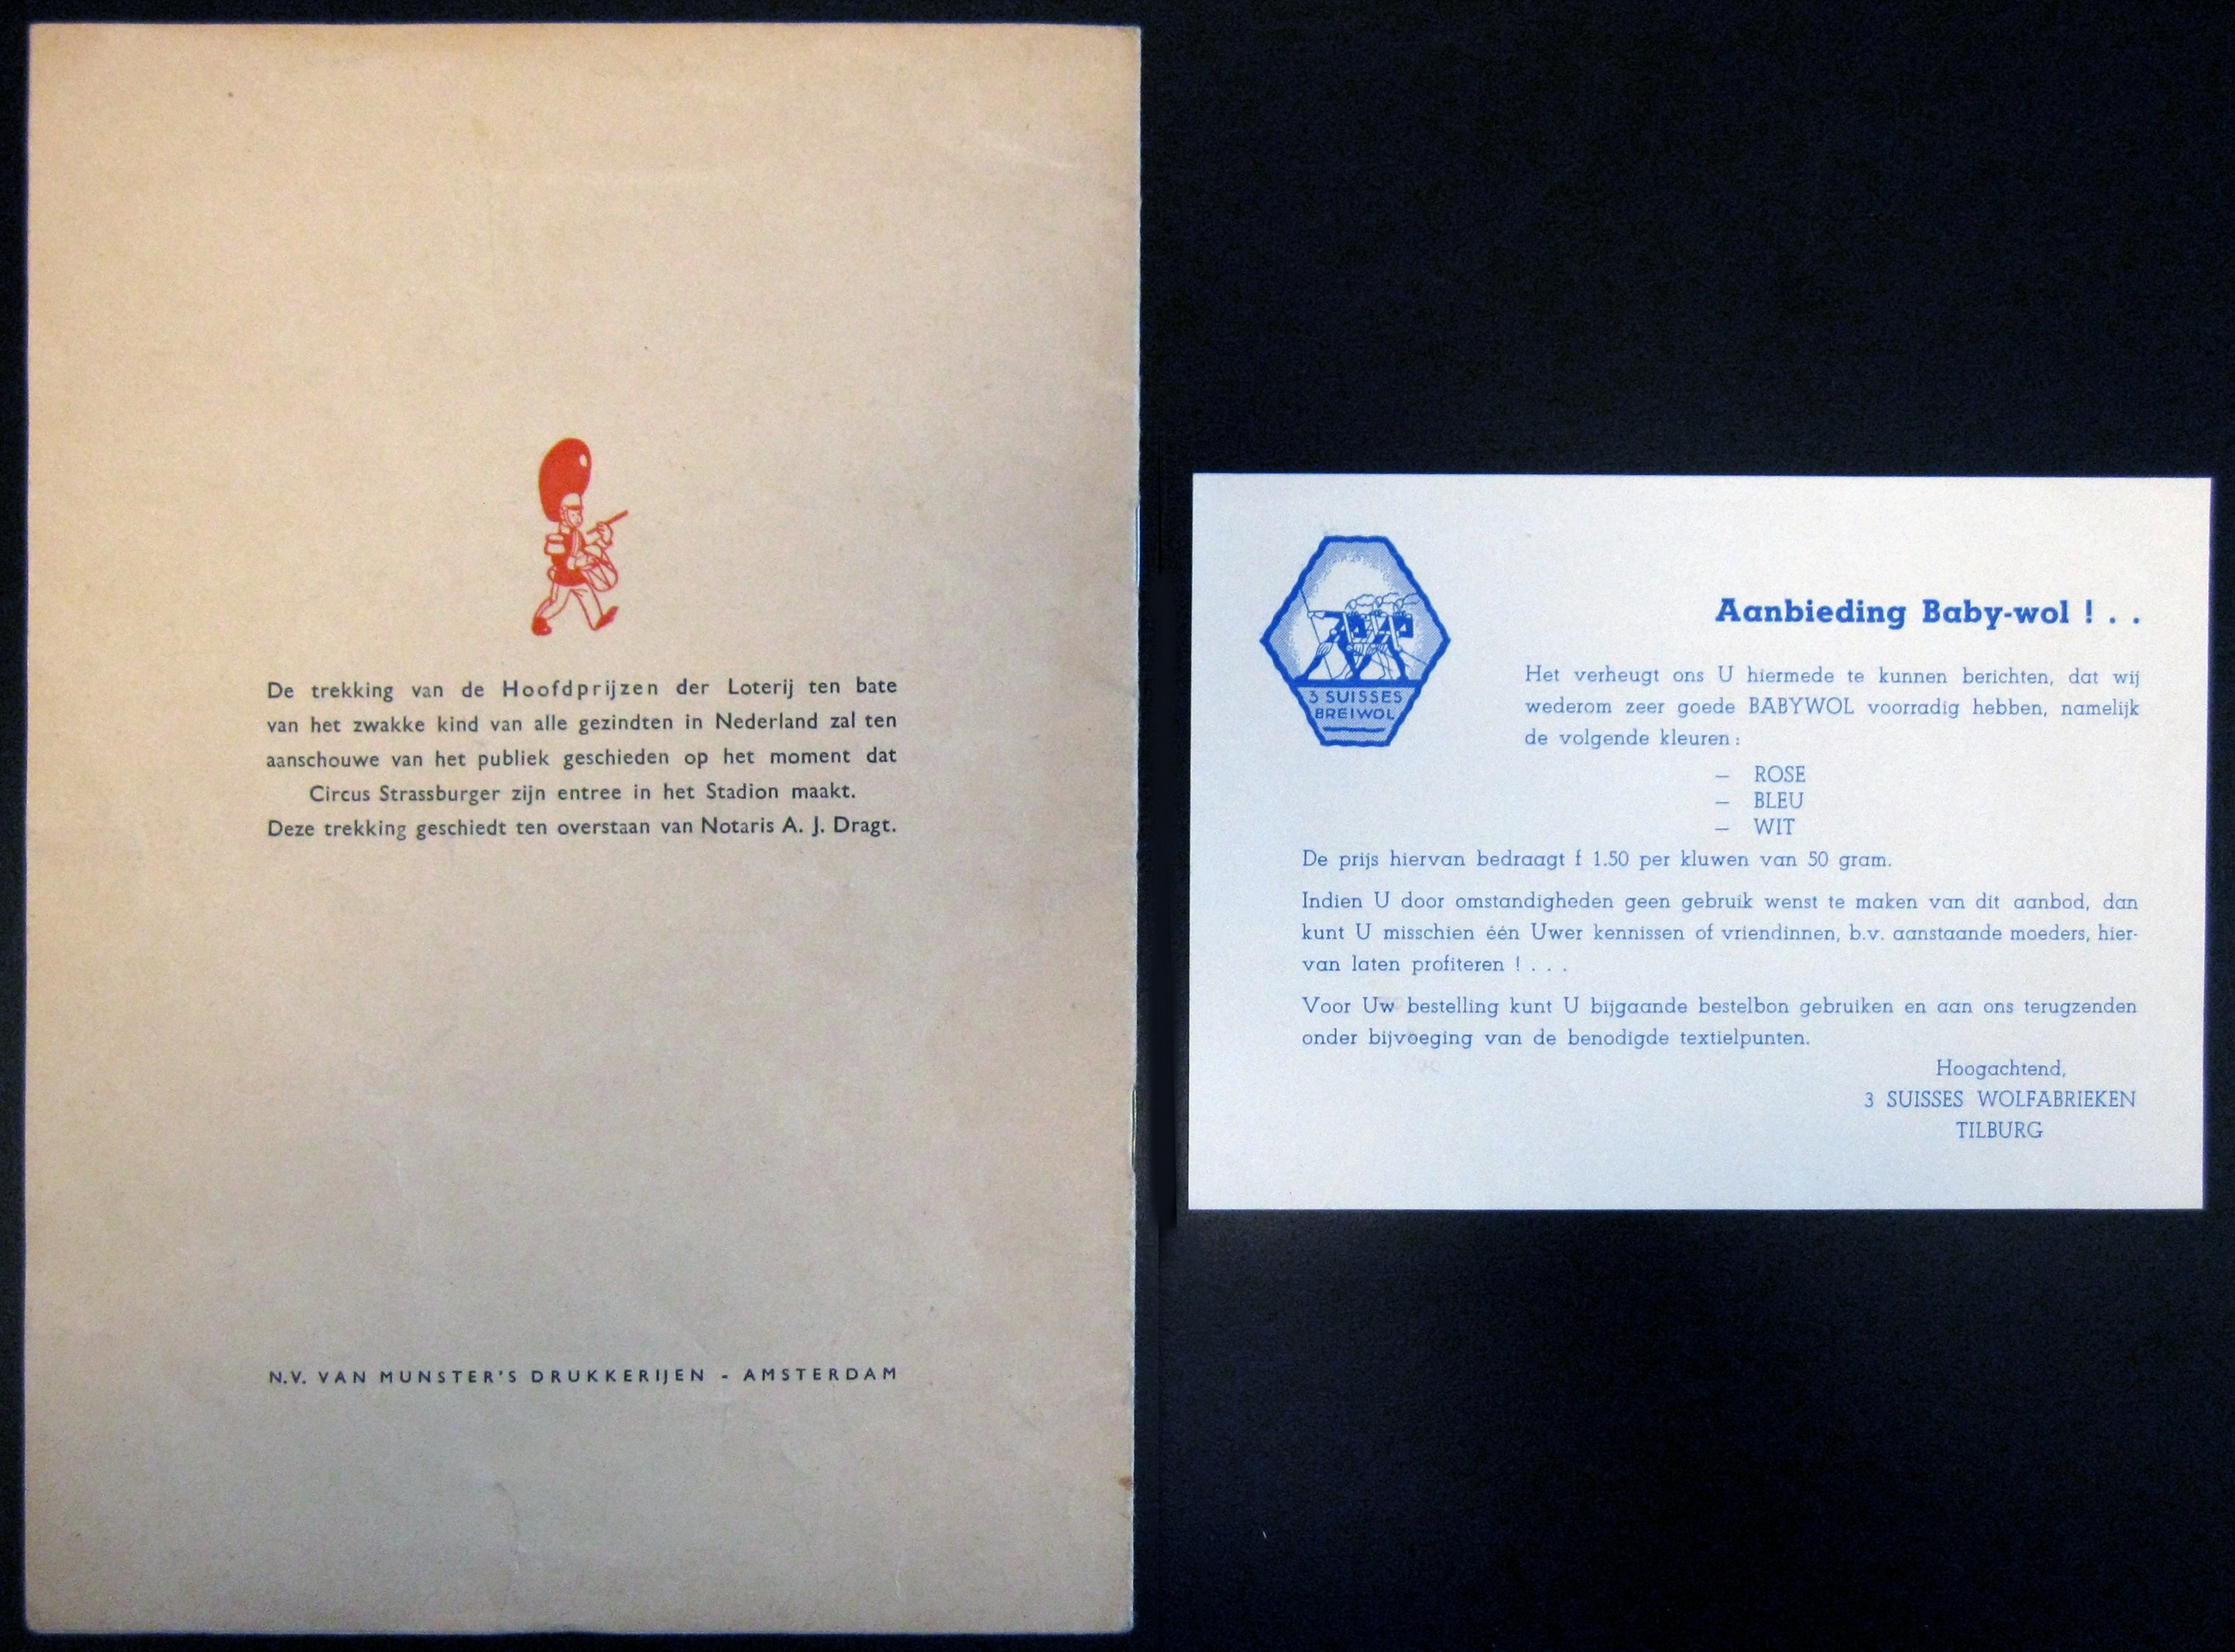 De trekking van de Hoofdprijzen der Loterij ten bate
van het zwakke kind van alle gezindten in Nederland zal ten
aanschouwe van het publiek geschieden op het moment dat
Circus Strassburger zijn entree in het Stadion maakt.
Deze trekking geschiedt ten overstaan van Notaris A. J. Dragt.
N.V. VAN MUNSTER'S DRUKKERIJEN - AMSTERDAM
3 SUISSES
BREIWOL
Aanbieding Baby-wol ! . .
Het verheugt ons U hiermede te kunnen berichten, dat wij
wederom zeer goede BABYWOL voorradig hebben, namelijk
de volgende kleuren :
— ROSE
— BLEU
— WIT
De prijs hiervan bedraagt f 1.50 per kluwen van 50 gram.
Indien U door omstandigheden geen gebruik wenst te maken van dit aanbod, dan
kunt U misschien één Uwer kennissen of vriendinnen, b.v. aanstaande moeders, hier-
van laten profiteren ! . . .
Voor Uw bestelling kunt U bijgaande bestelbon gebruiken en aan ons terugzenden
onder bijvoeging van de benodigde textielpunten.
Hoogachtend,
3 SUISSES WOLFABRIEKEN
TILBURG